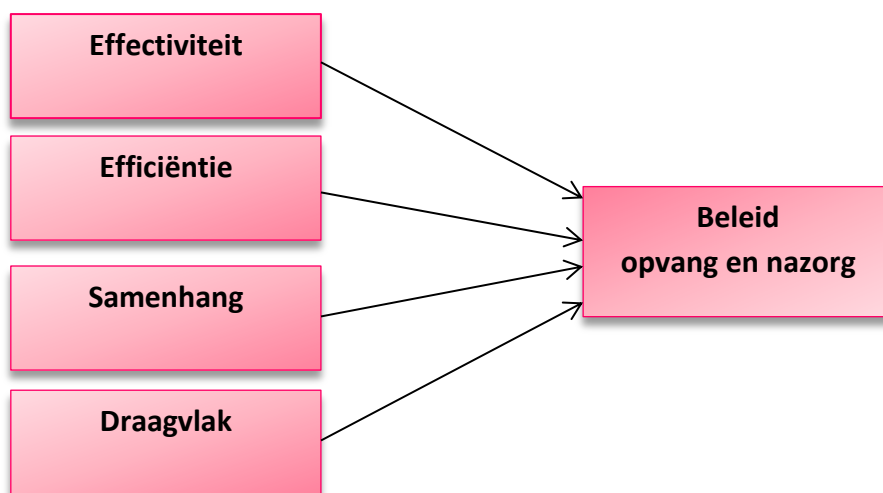 Effectiviteit
Efficiëntie
Beleid
opvang en nazorg
Samenhang
Draagvlak